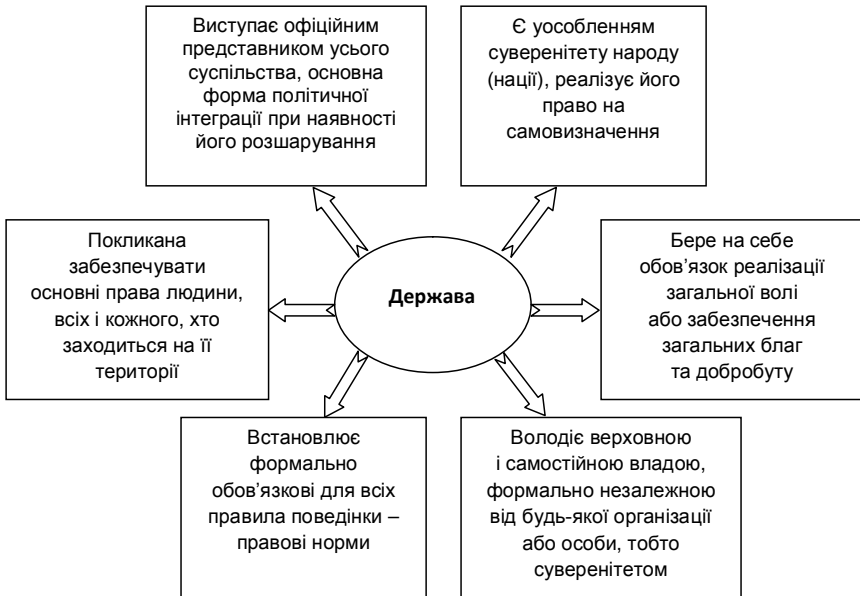 Виступає офіційним
представником усього
суспільства, основна
форма політичної
інтеграції при наявності
його розшарування
Є уособленням
суверенітету народу
(нації), реалізує його
право на
самовизначення
Покликана
забезпечувати
основні права людини,
всіх і кожного, хто
заходиться на її
території
Держава
Бере на себе
обов’язок реалізації
загальної волі
або забезпечення
загальних благ
та добробуту
Встановлює
формально
обов’язкові для всіх
правила поведінки –
правові норми
Володіє верховною
і самостійною владою,
формально незалежною
від будь-якої організації
або особи, тобто
суверенітетом